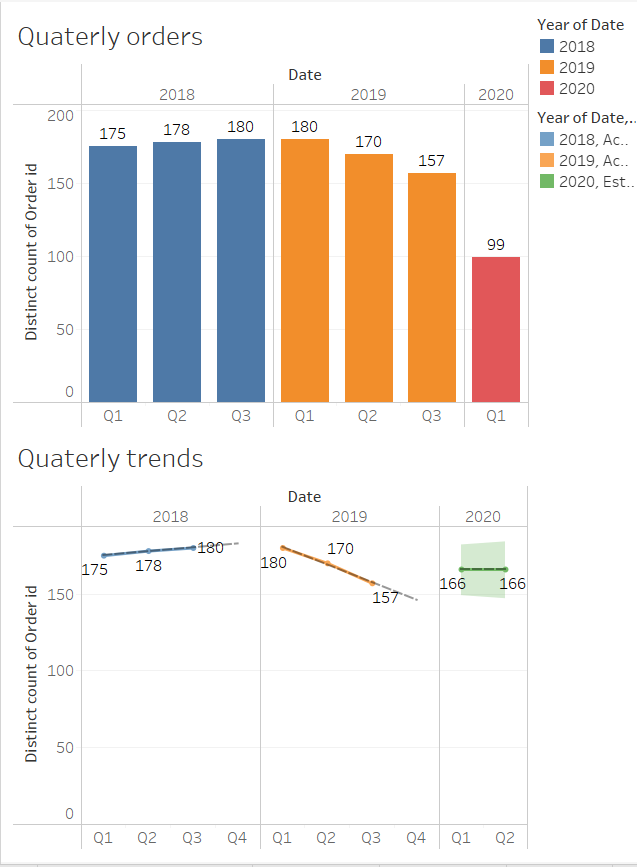 Quaterly orders
Date
2018 2019 2020
200
150
100
50
0
Distinct count of Order id
175 178 180 180 170 157 99
Q1 Q2 Q3 Q1 Q2 Q3 Q1
Year of Date
2018
2019
2020
Year of Date,..
2018, Ac..
2019, Ac..
2020, Est..
Quaterly trends
Date
2018 2019 2020
150
100
50
0
Distinct count of Order id
175 178 180 180 170 157 166 166
Q1 Q2 Q3 Q4 Q1 Q2 Q3 Q4 Q1 Q2